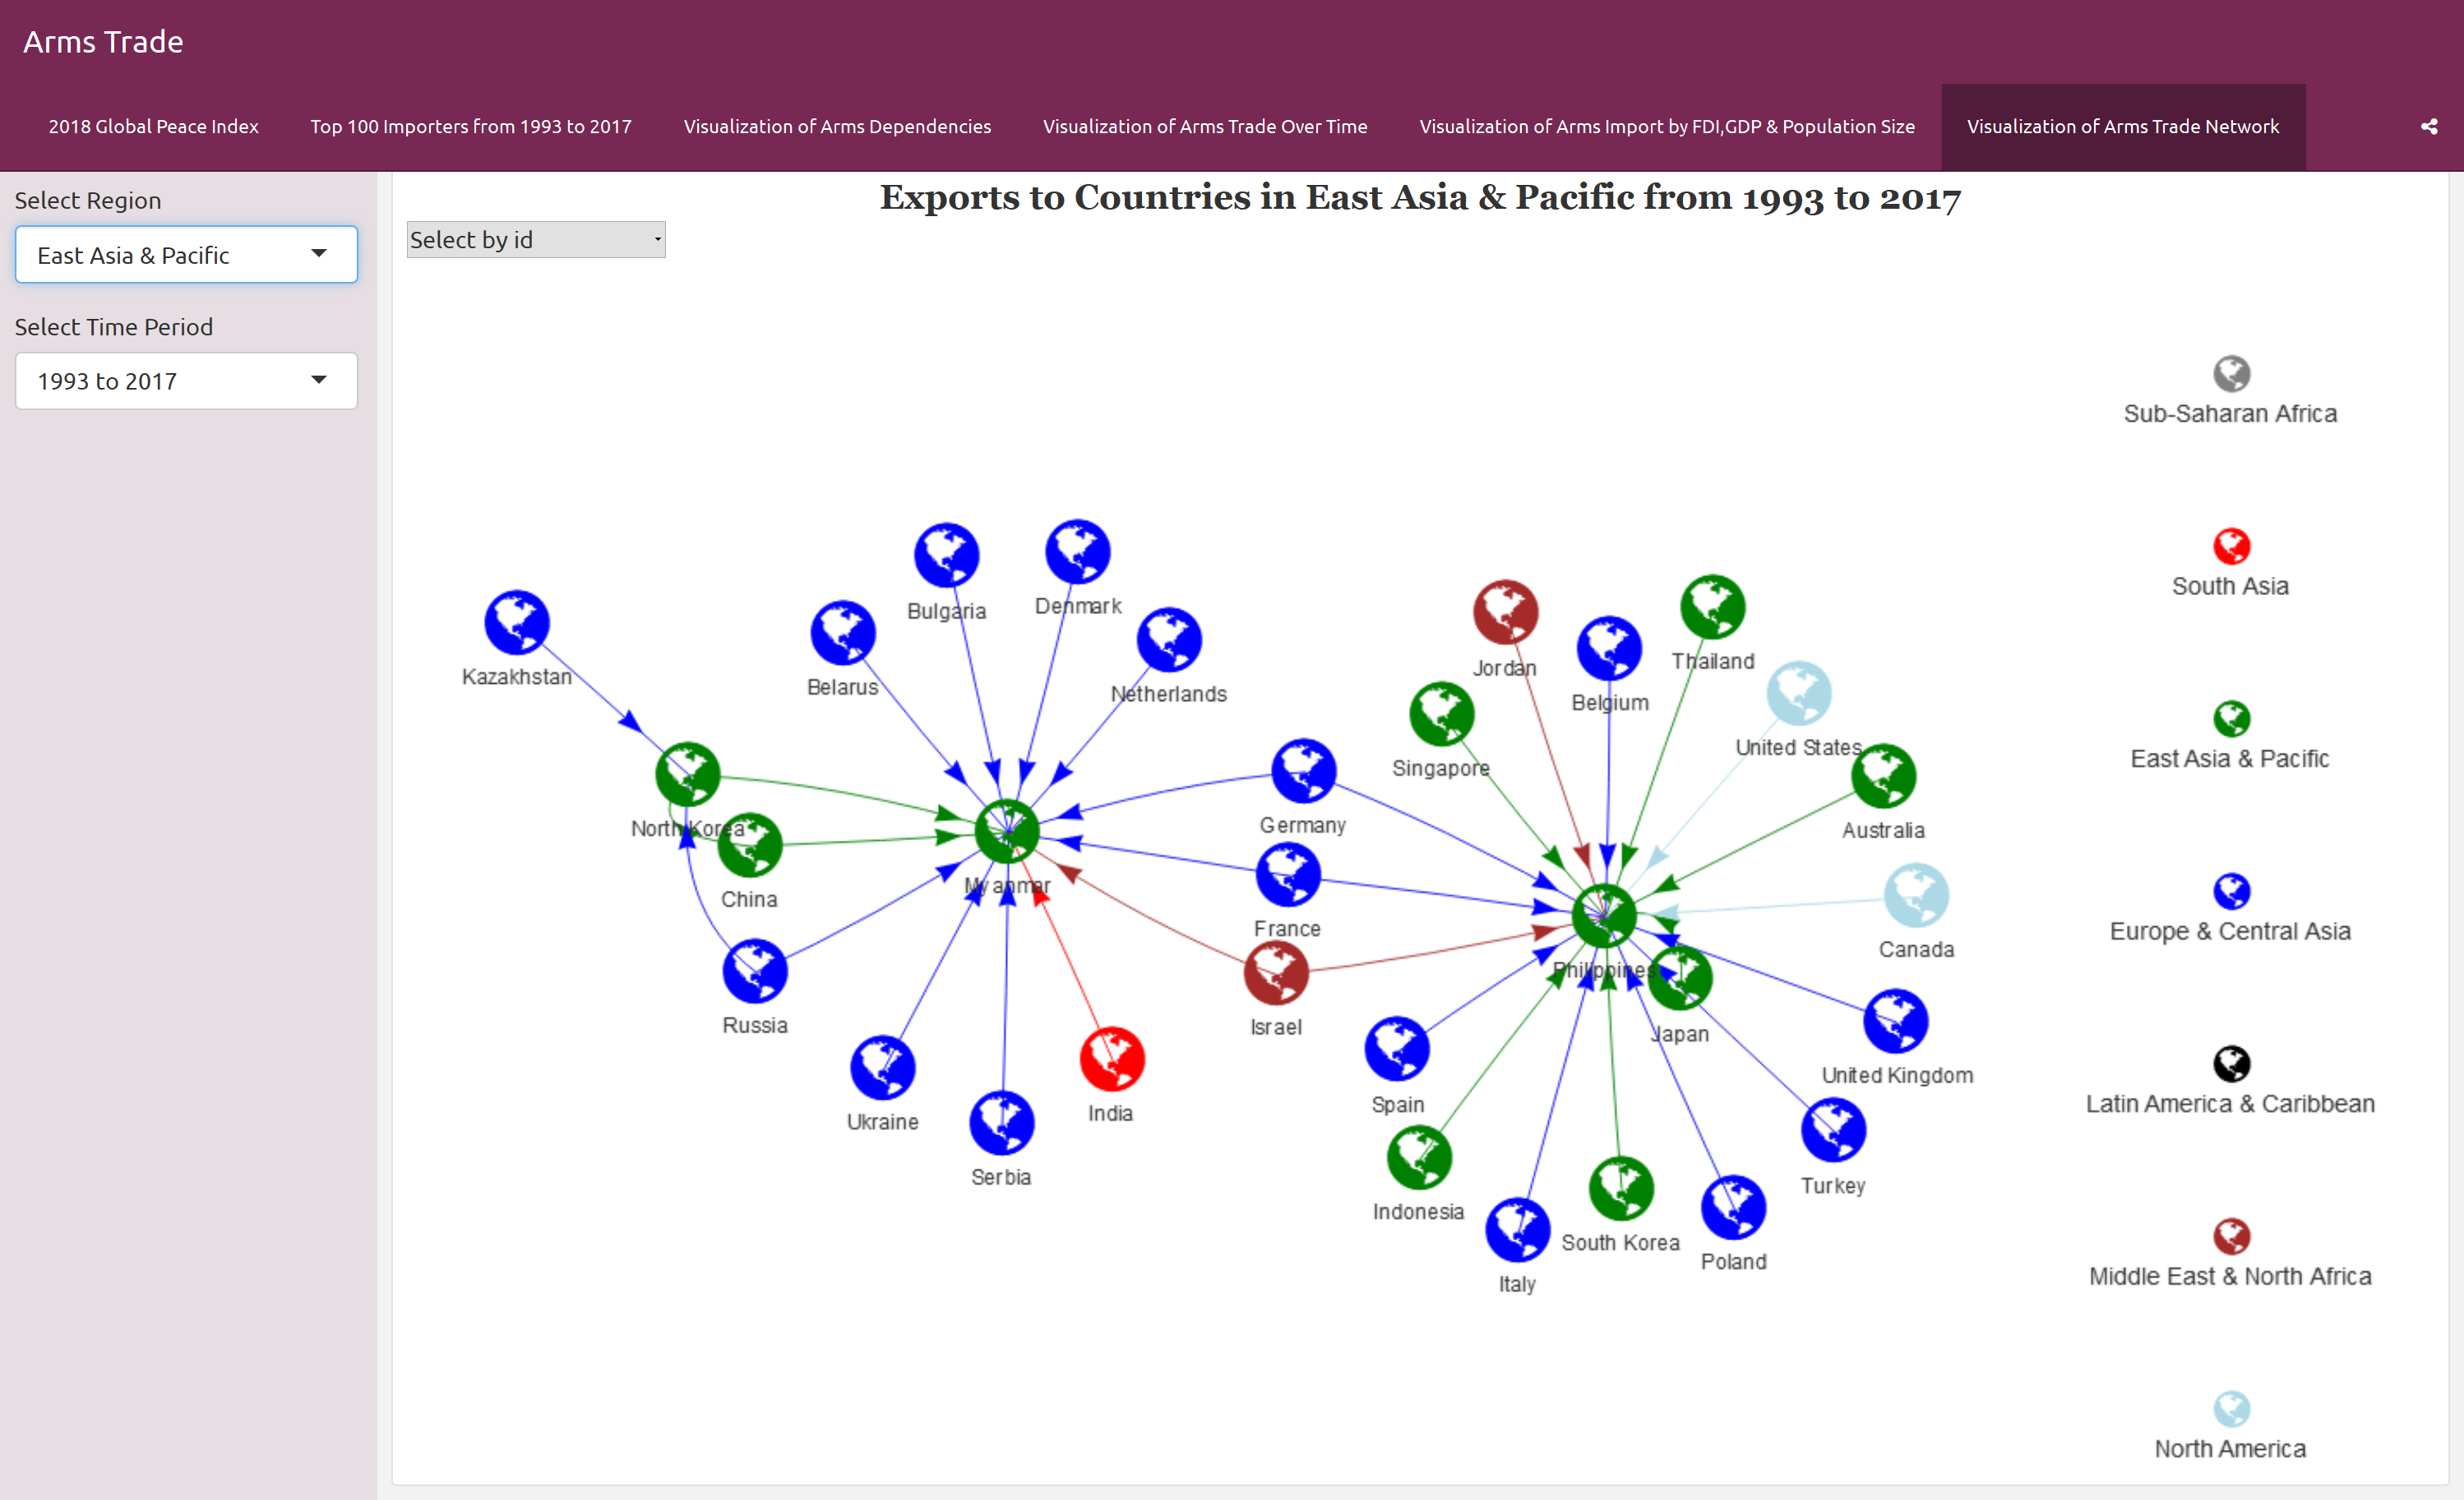 Arms Trade
2018 Global Peace Index
Top 100 Importers from 1993 to 2017
Visualization of Arms Dependencies
Visualization of Arms Trade Over Time
Visualization of Arms Import by FDI,GDP & Population Size
Visualization of Arms Trade Network
Select Region
East Asia & Pacific
Select Time Period
1993 to 2017
Exports to Countries in East Asia & Pacific from 1993 to 2017
Select by id
Kazakhstan
Belarus
Bulgaria
Denmark
Netherlands
North Korea
China
Myanmar
Russia
Ukraine
Serbia
India
Germany
France
Israel
Jordan
Belgium
Thailand
Singapore
United States
Australia
Canada
Philippines
Japan
Spain
United Kingdom
Indonesia
Italy
South Korea
Poland
Turkey
Sub-Saharan Africa
South Asia
East Asia & Pacific
Europe & Central Asia
Latin America & Caribbean
Middle East & North Africa
North America